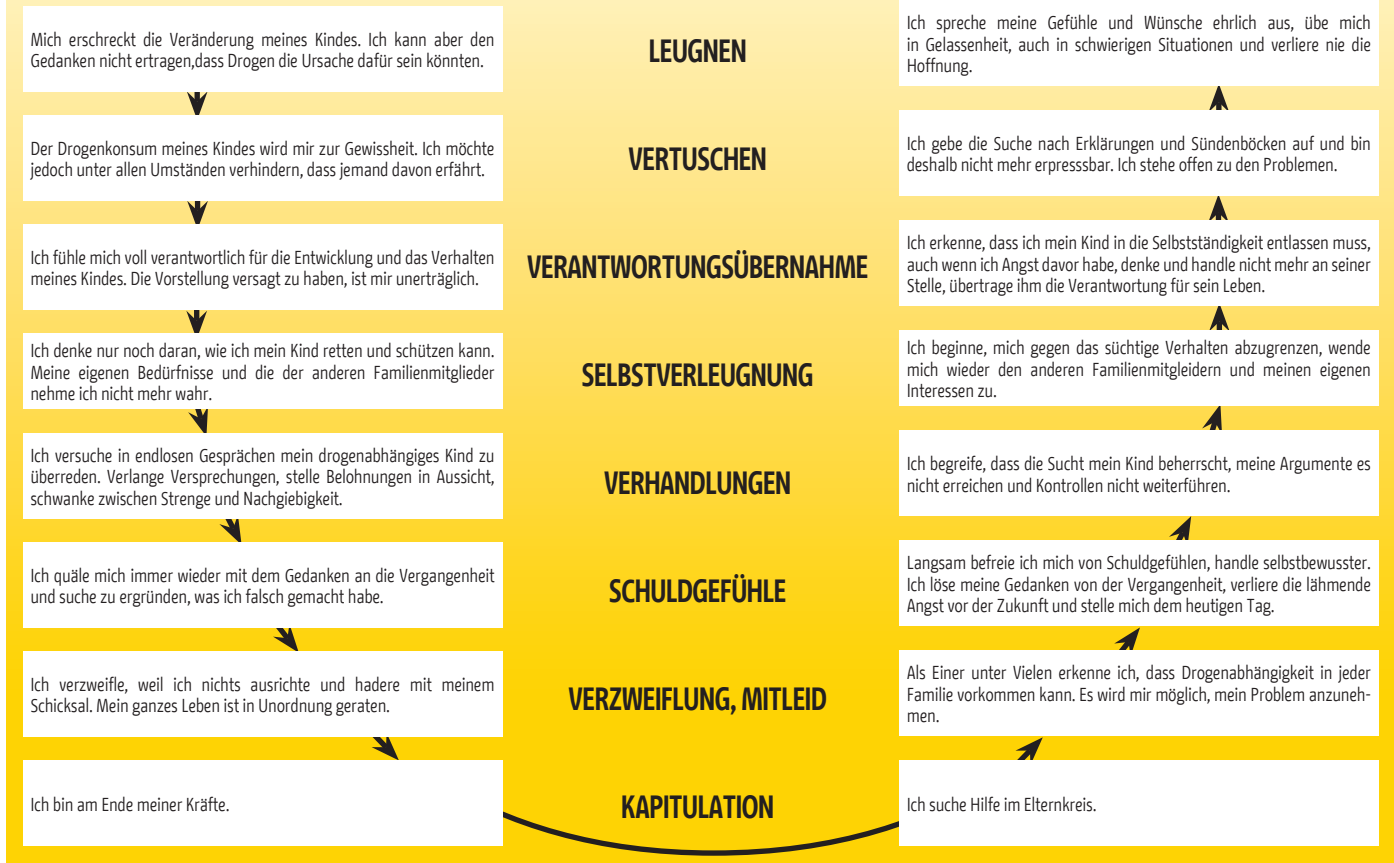 Mich erschreckt die Veränderung meines Kindes. Ich kann aber den
Gedanken nicht ertragen,dass Drogen die Ursache dafür sein könnten.
LEUGNEN
Ich spreche meine Gefühle und Wünsche ehrlich aus, übe mich
in Gelassenheit, auch in schwierigen Situationen und verliere nie die
Hoffnung.
Der Drogenkonsum meines Kindes wird mir zur Gewissheit. Ich möchte
jedoch unter allen Umständen verhindern, dass jemand davon erfährt.
VERTUSCHEN
Ich gebe die Suche nach Erklärungen und Sündenböcken auf und bin
deshalb nicht mehr erpresssbar. Ich stehe offen zu den Problemen.
Ich fühle mich voll verantwortlich für die Entwicklung und das Verhalten
meines Kindes. Die Vorstellung versagt zu haben, ist mir unerträglich.
VERANTWORTUNGSÜBERNAHME
Ich erkenne, dass ich mein Kind in die Selbstständigkeit entlassen muss,
auch wenn ich Angst davor habe, denke und handle nicht mehr an seiner
Stelle, übertrage ihm die Verantwortung für sein Leben.
Ich denke nur noch daran, wie ich mein Kind retten und schützen kann.
Meine eigenen Bedürfnisse und die der anderen Familienmitglieder
nehme ich nicht mehr wahr.
SELBSTVERLEUGNUNG
Ich beginne, mich gegen das süchtige Verhalten abzugrenzen, wende
mich wieder den anderen Familienmitgleidern und meinen eigenen
Interessen zu.
Ich versuche in endlosen Gesprächen mein drogenabhängiges Kind zu
überreden. Verlange Versprechungen, stelle Belohnungen in Aussicht,
schwanke zwischen Strenge und Nachgiebigkeit.
VERHANDLUNGEN
Ich begreife, dass die Sucht mein Kind beherrscht, meine Argumente es
nicht erreichen und Kontrollen nicht weiterführen.
Ich quäle mich immer wieder mit dem Gedanken an die Vergangenheit
und suche zu ergründen, was ich falsch gemacht habe.
SCHULDGEFÜHLE
Langsam befreie ich mich von Schuldgefühlen, handle selbstbewusster.
Ich löse meine Gedanken von der Vergangenheit, verliere die lähmende
Angst vor der Zukunft und stelle mich dem heutigen Tag.
Ich verzweifle, weil ich nichts ausrichte und hadere mit meinem
Schicksal. Mein ganzes Leben ist in Unordnung geraten.
VERZWEIFLUNG, MITLEID
Als Einer unter Vielen erkenne ich, dass Drogenabhängigkeit in jeder
Familie vorkommen kann. Es wird mir möglich, mein Problem anzuneh-
men.
Ich bin am Ende meiner Kräfte.
KAPITULATION
Ich suche Hilfe im Elternkreis.